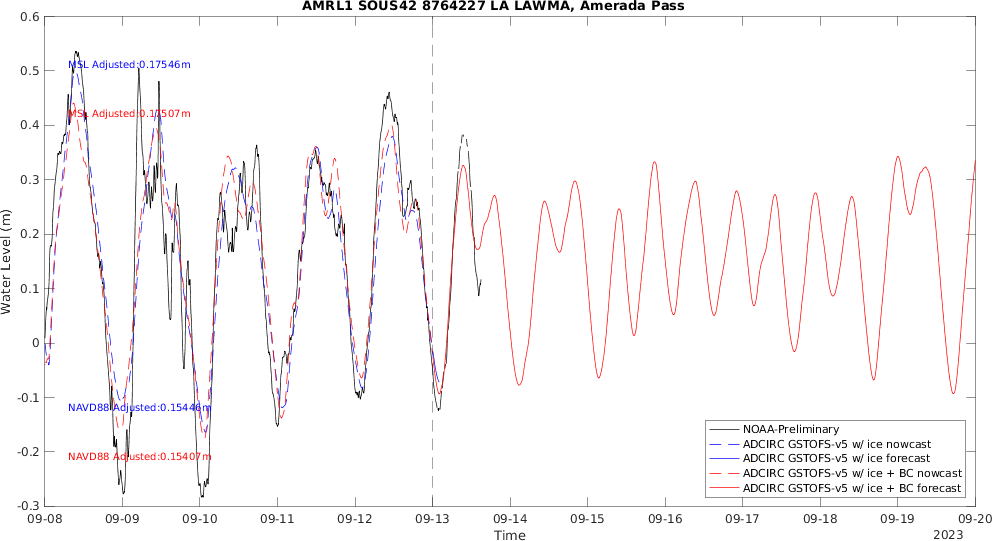 AMRL1 SOUS42 8764227 LA LAWMA, Amerada Pass
0.6
0.5
0.4
0.3
0.2
0.1
0
-0.1
-0.2
-0.3
Water Level (m)
MSL Adjusted:0.17546m
MSL Adjusted:0.17507m
NAVD88 Adjusted:0.15446m
NAVD88 Adjusted:0.15407m
NOAA-Preliminary
ADCIRC GSTOFS-v5 w/ ice nowcast
ADCIRC GSTOFS-v5 w/ ice forecast
ADCIRC GSTOFS-v5 w/ ice + BC nowcast
ADCIRC GSTOFS-v5 w/ ice + BC forecast
09-08 09-09 09-10 09-11 09-12 09-13 09-14 09-15 09-16 09-17 09-18 09-19 09-20
Time
2023